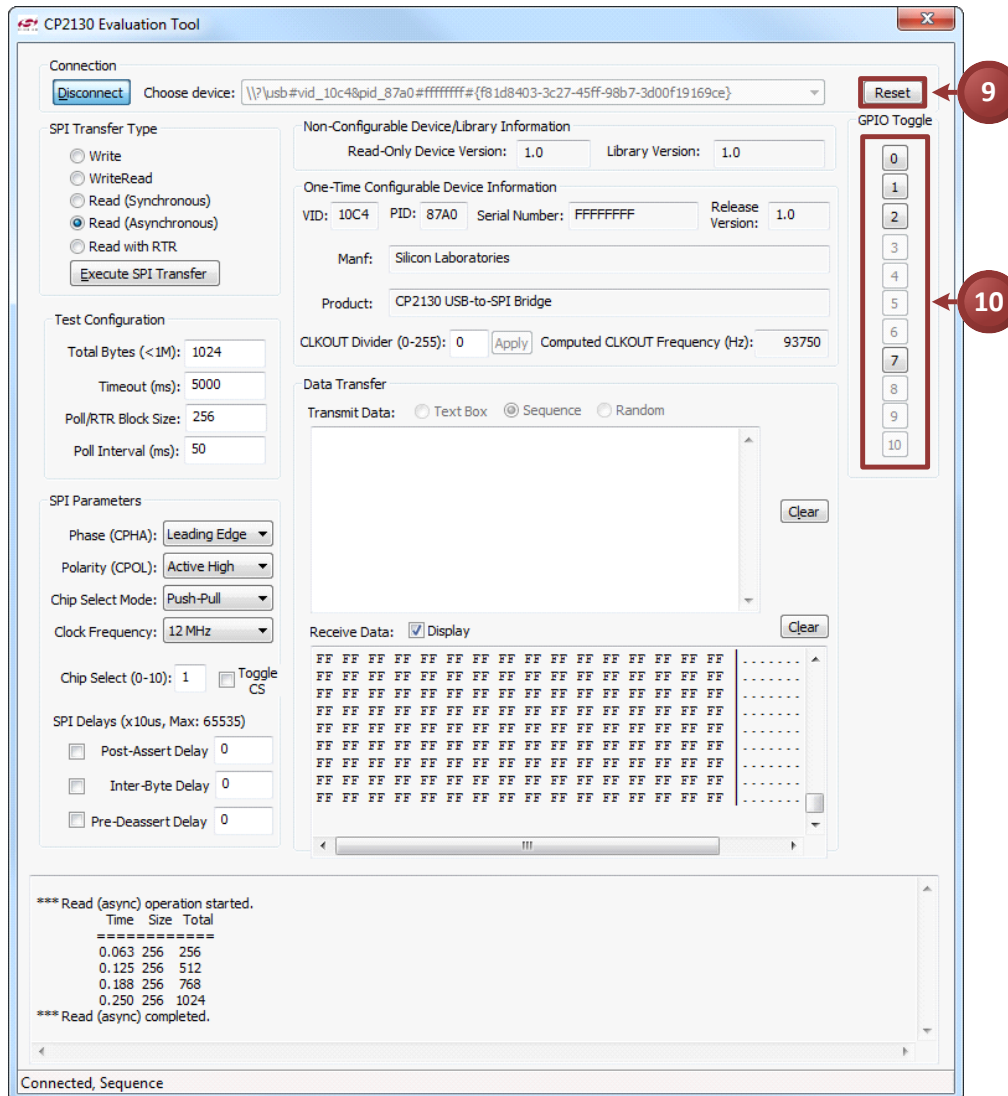 CP2130 Evaluation Tool
Connection
Disconnect Choose device: \\?\usb#vid_10c4&pid_87a0#ffffffff#{f81d8403-3c27-45ff-98b7-3d00f19169ce} Reset
9
SPI Transfer Type
Write
WriteRead
Read (Synchronous)
Read (Asynchronous)
Read with RTR
Execute SPI Transfer
Non-Configurable Device/Library Information
Read-Only Device Version: 1.0 Library Version: 1.0
One-Time Configurable Device Information
VID: 10C4 PID: 87A0 Serial Number: FFFFFFFF Release Version: 1.0
Manf: Silicon Laboratories
Product: CP2130 USB-to-SPI Bridge
CLKOUT Divider (0-255): 0 Apply Computed CLKOUT Frequency (Hz): 93750
GPIO Toggle
0
1
2
3
4
5
6
7
8
9
10
10
Test Configuration
Total Bytes (<1M): 1024
Timeout (ms): 5000
Poll/RTR Block Size: 256
Poll Interval (ms): 50
SPI Parameters
Phase (CPHA): Leading Edge
Polarity (CPOL): Active High
Chip Select Mode: Push-Pull
Clock Frequency: 12 MHz
Chip Select (0-10): 1 Toggle CS
SPI Delays (x10us, Max: 65535)
Post-Assert Delay 0
Inter-Byte Delay 0
Pre-Deassert Delay 0
Data Transfer
Transmit Data: Text Box Sequence Random
Clear
Receive Data: Display Clear
FF FF FF FF FF FF FF FF FF FF FF FF FF FF FF FF .......
FF FF FF FF FF FF FF FF FF FF FF FF FF FF FF FF .......
FF FF FF FF FF FF FF FF FF FF FF FF FF FF FF FF .......
FF FF FF FF FF FF FF FF FF FF FF FF FF FF FF FF .......
FF FF FF FF FF FF FF FF FF FF FF FF FF FF FF FF .......
FF FF FF FF FF FF FF FF FF FF FF FF FF FF FF FF .......
FF FF FF FF FF FF FF FF FF FF FF FF FF FF FF FF .......
FF FF FF FF FF FF FF FF FF FF FF FF FF FF FF FF .......
FF FF FF FF FF FF FF FF FF FF FF FF FF FF FF FF .......
*** Read (async) operation started.
Time Size Total
============
0.063 256 256
0.125 256 512
0.188 256 768
0.250 256 1024
*** Read (async) completed.
Connected, Sequence